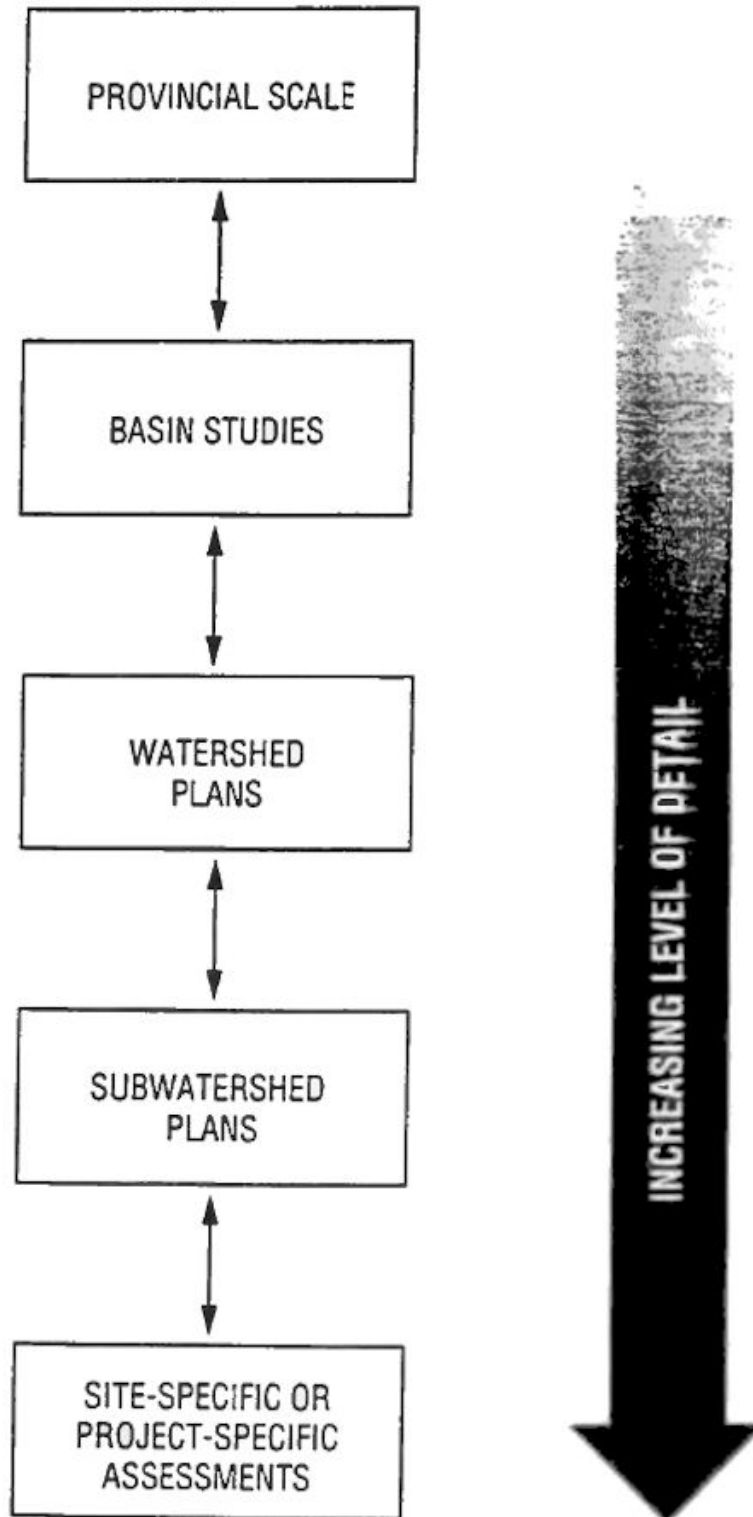 PROVINCIAL SCALE
BASIN STUDIES
WATERSHED
PLANS
SUBWATERSHED
PLANS
SITE-SPECIFIC OR
PROJECT-SPECIFIC
ASSESSMENTS
INCREASING LEVEL OF DETAIL